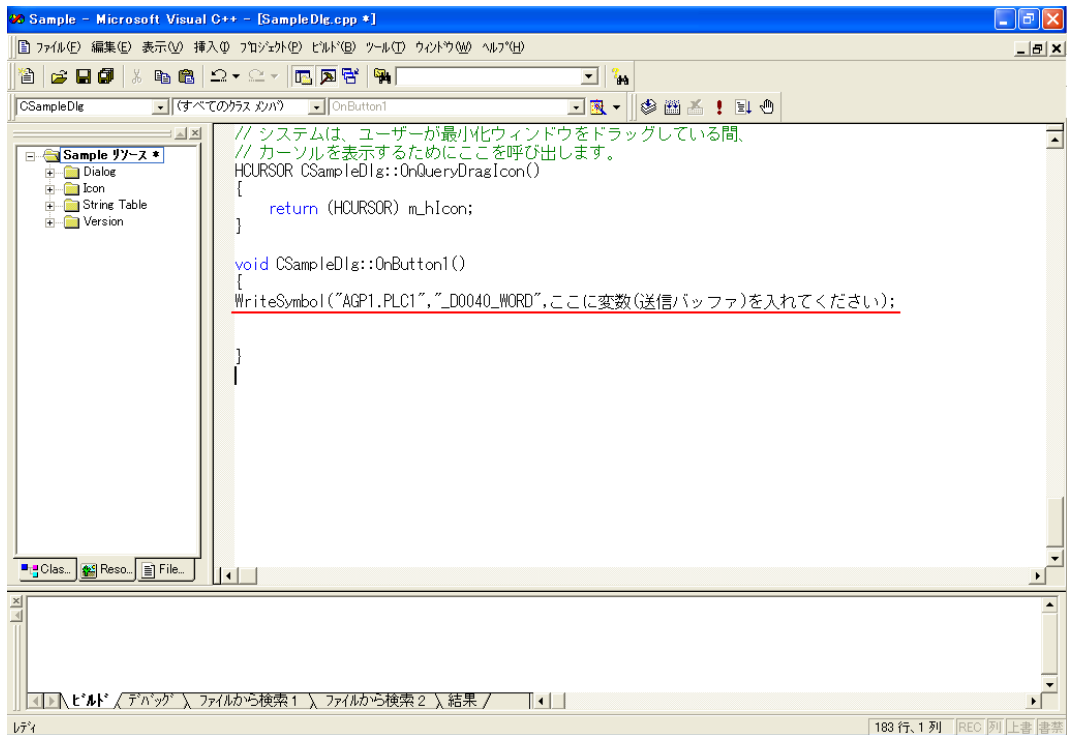 Sample - Microsoft Visual C++ - [SampleDlg.cpp *]
ファイル(F) 編集(E) 表示(V) 挿入(I) プロジェクト(P) ビルド(B) ツール(T) ウィンドウ(W) ヘルプ(H)
CSampleDlg (すべてのクラス メンバ) OnButton1
Sample リソース *
Dialog
Icon
String Table
Version
// システムは、ユーザーが最小化ウィンドウをドラッグしている間、
// カーソルを表示するためにここを呼び出します。
HCURSOR CSampleDlg::OnQueryDragIcon()
{
return (HCURSOR) m_hIcon;
}
void CSampleDlg::OnButton1()
{
WriteSymbol("AGP1.PLC1","_D0040_WORD",ここに変数(送信バッファ)を入れてください);
}
Clas... Reso... File...
ビルド デバッグ ファイルから検索1 ファイルから検索2 結果
レディ
183 行、1 列 REC 列 上書 書禁